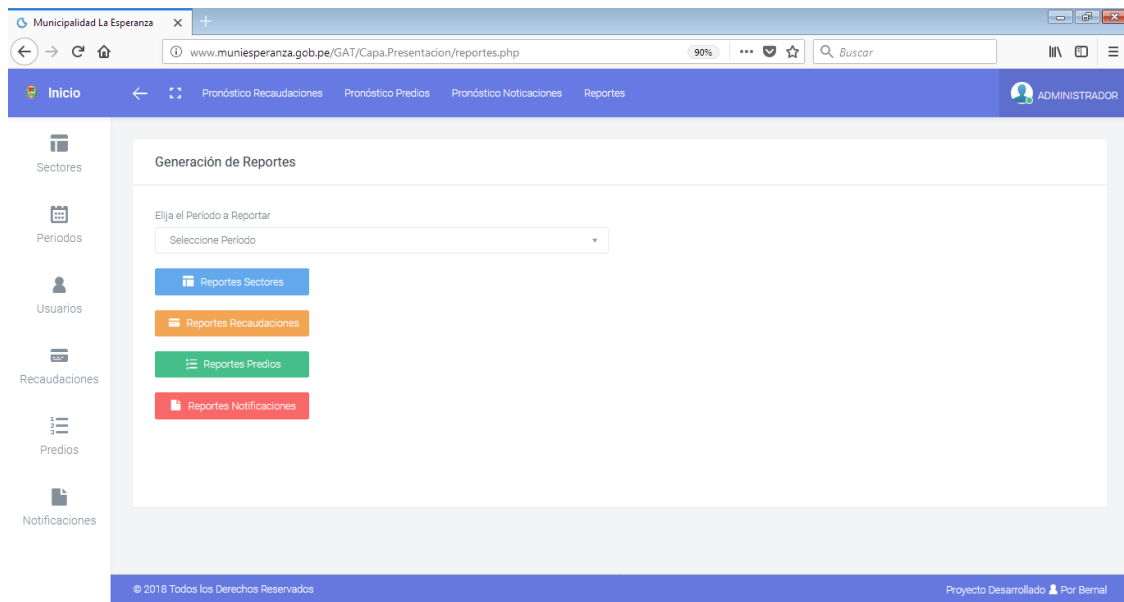 Municipalidad La Esperanza
www.muniesperanza.gob.pe/GAT/Capa.Presentacion/reportes.php
90%
Buscar
Inicio
Pronóstico Recaudaciones
Pronóstico Predios
Pronóstico Noticaciones
Reportes
ADMINISTRADOR
Sectores
Periodos
Usuarios
Recaudaciones
Predios
Notificaciones
Generación de Reportes
Elija el Período a Reportar
Seleccione Período
Reportes Sectores
Reportes Recaudaciones
Reportes Predios
Reportes Notificaciones
© 2018 Todos los Derechos Reservados
Proyecto Desarrollado Por Bernal